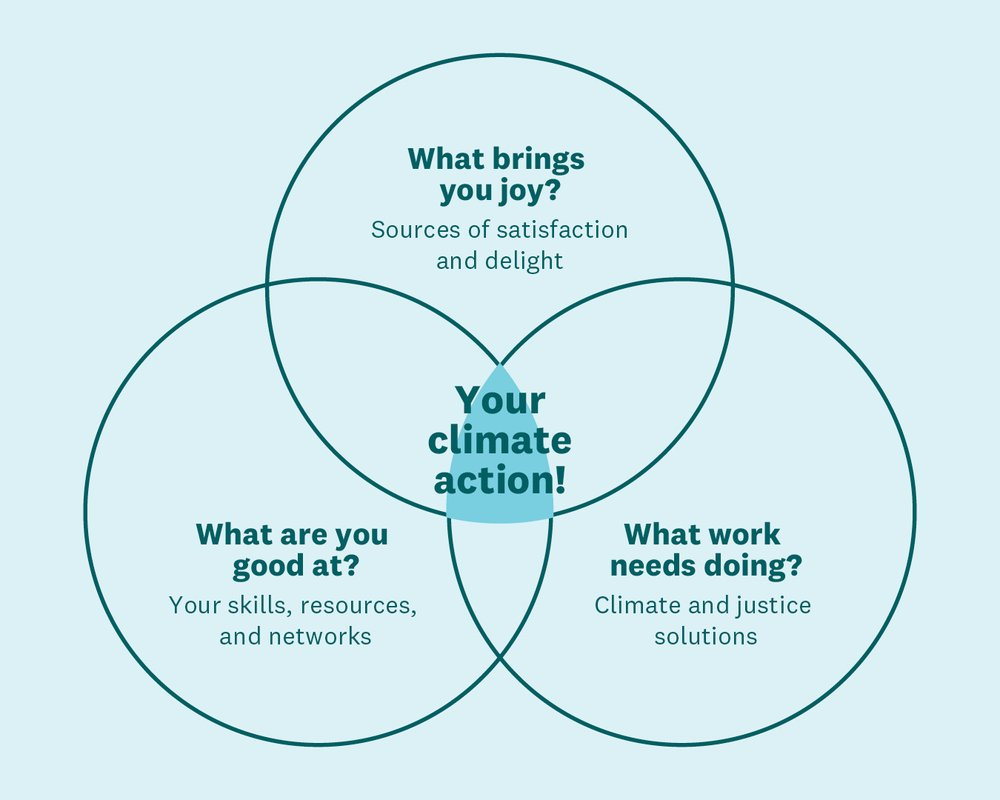 What brings
you joy?
Sources of satisfaction
and delight
Your
climate
action!
What are you
good at?
Your skills, resources,
and networks
What work
needs doing?
Climate and justice
solutions